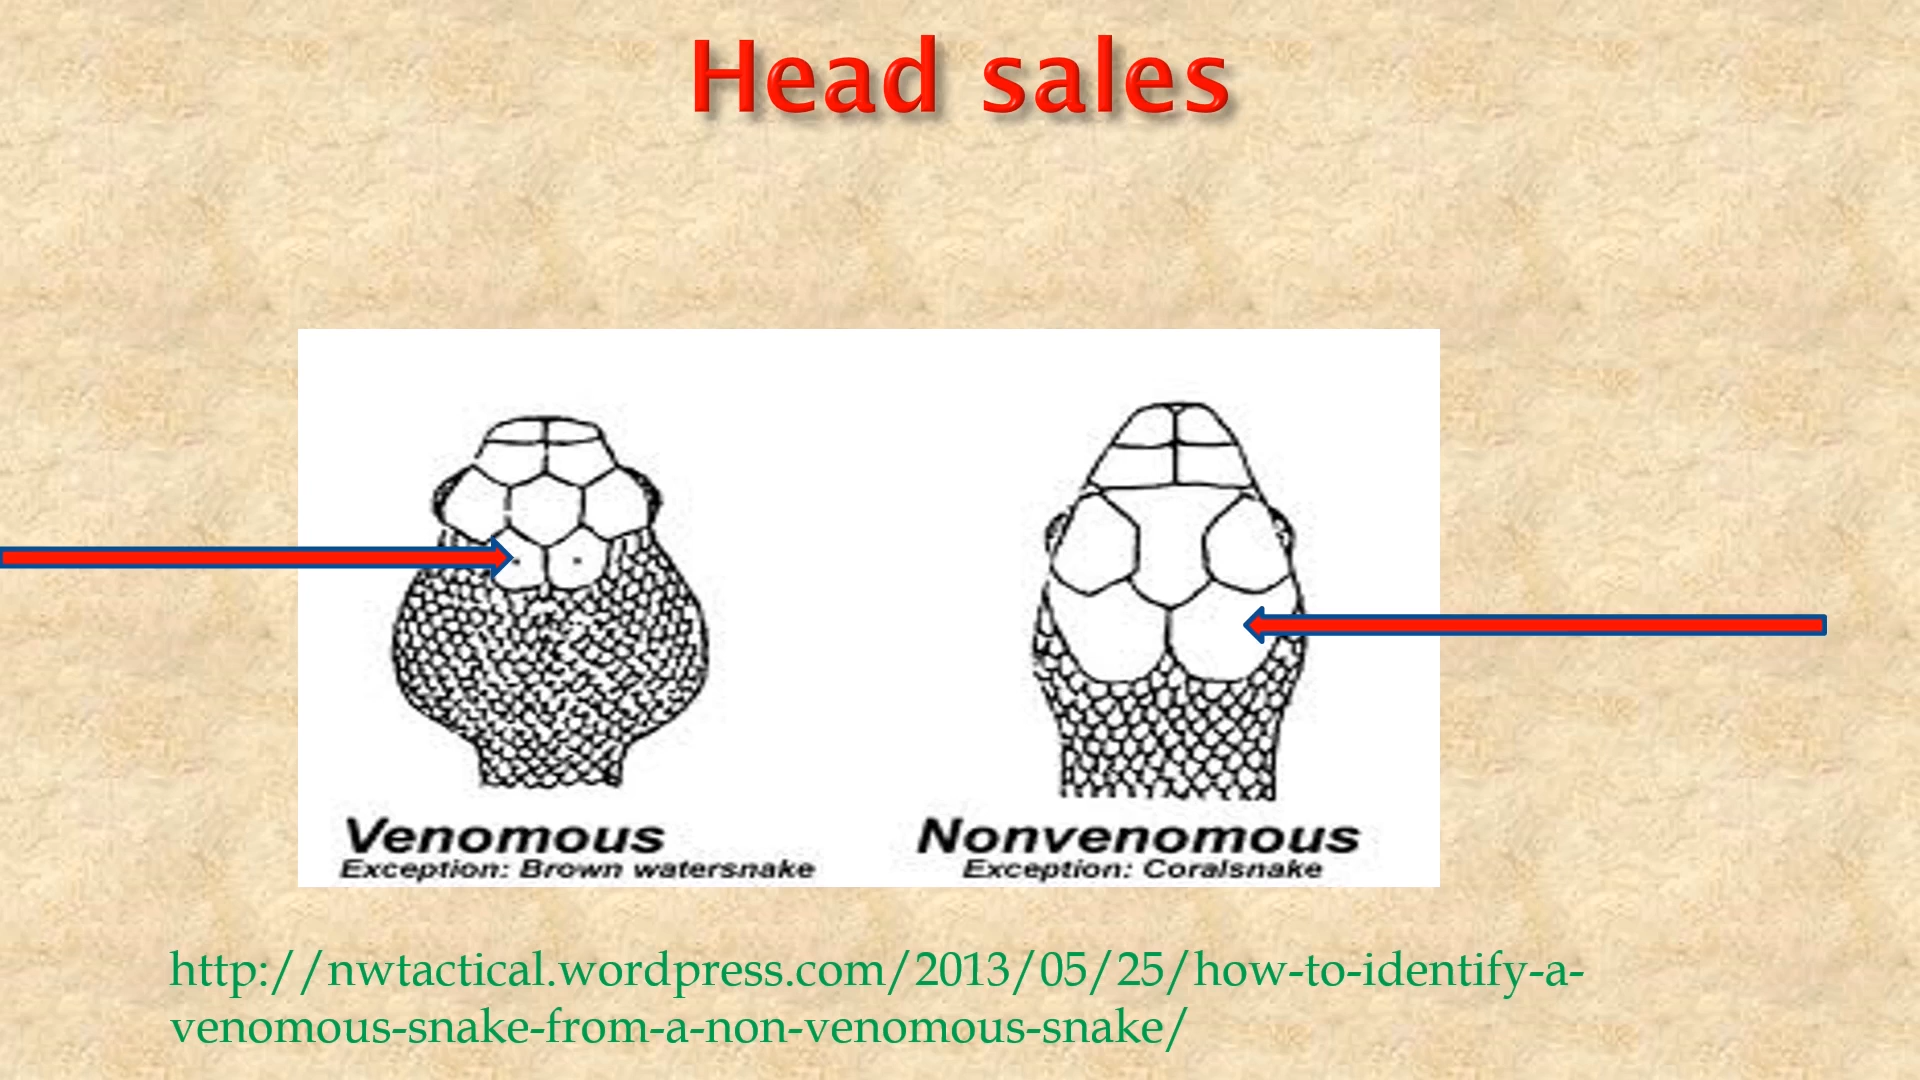 Head sales
Venomous
Exception: Brown watersnake
Nonvenomous
Exception: Coralsnake
http://nwtactical.wordpress.com/2013/05/25/how-to-identify-a-
venomous-snake-from-a-non-venomous-snake/